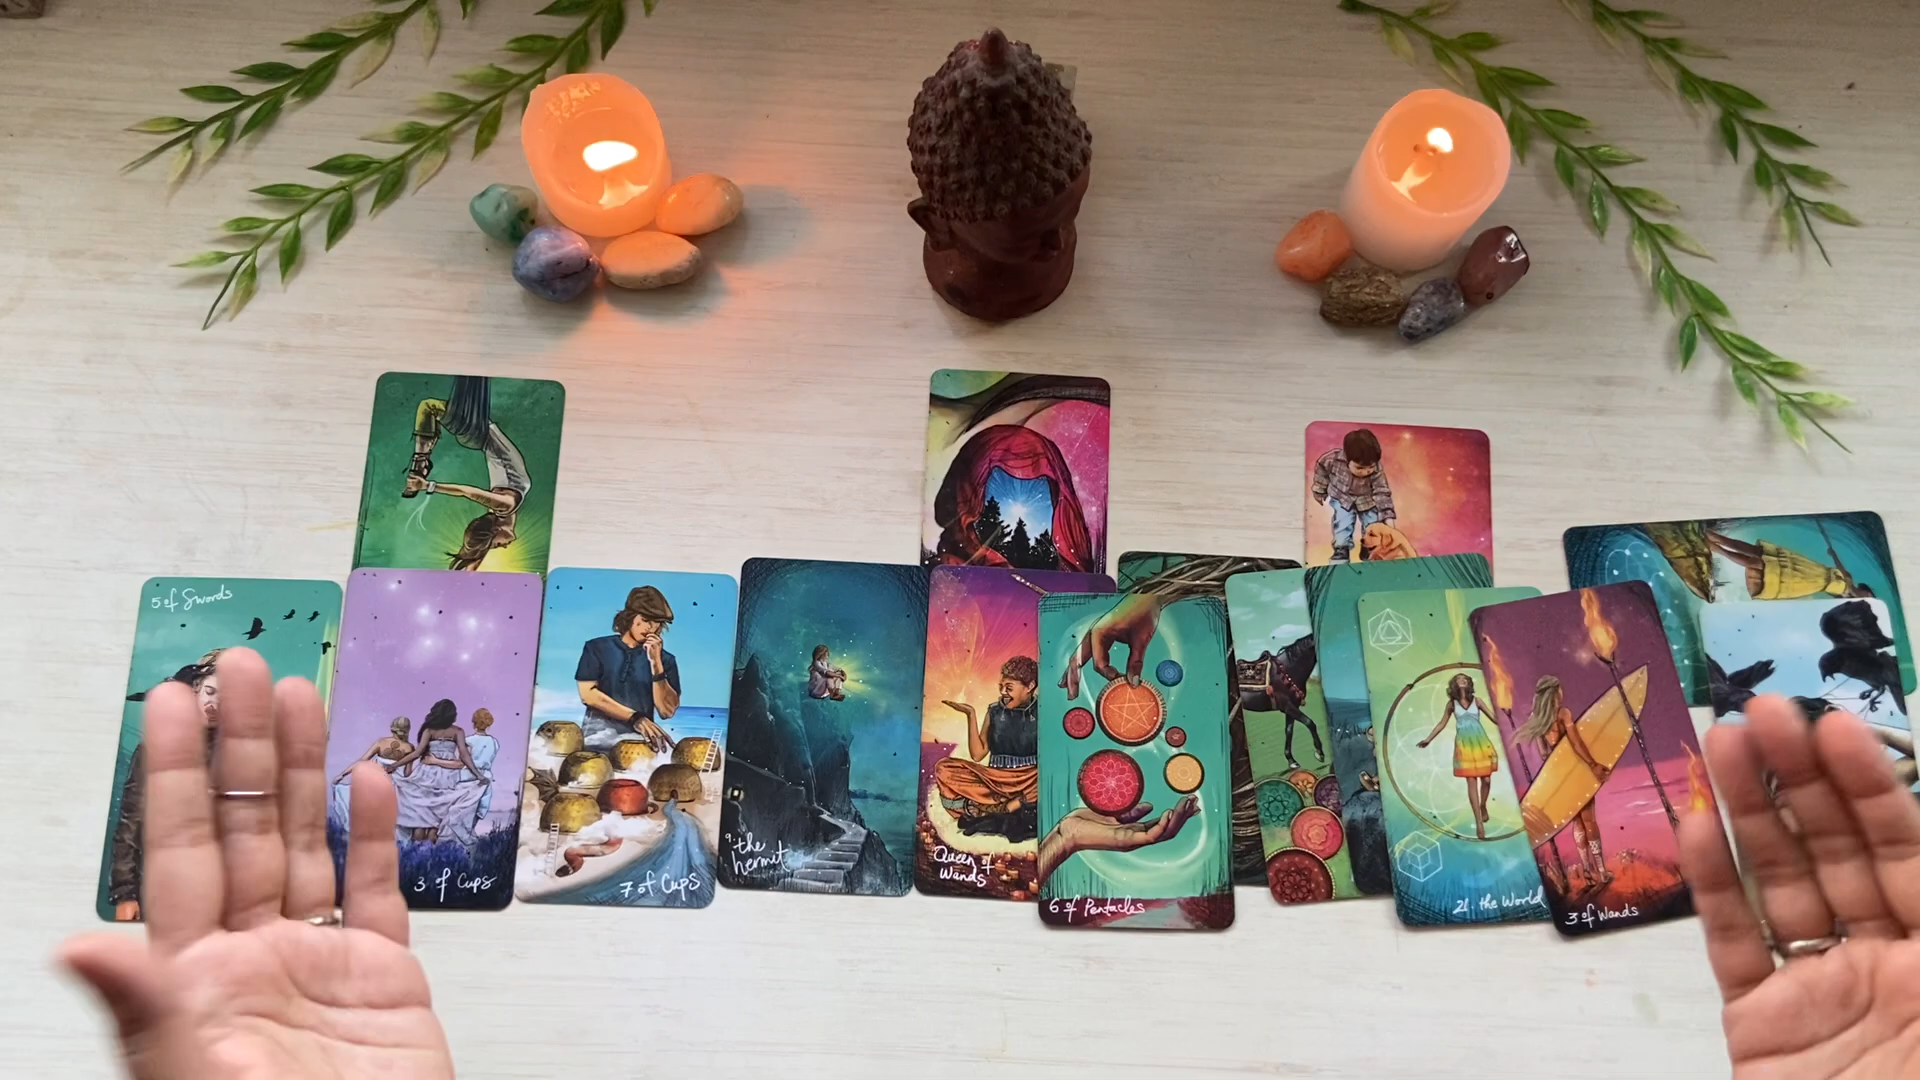 5 of Swords
3 of Cups
7 of Cups
9. the
hermit
Queen of
Wands
6 of Pentacles
21. the World
3 of Wands